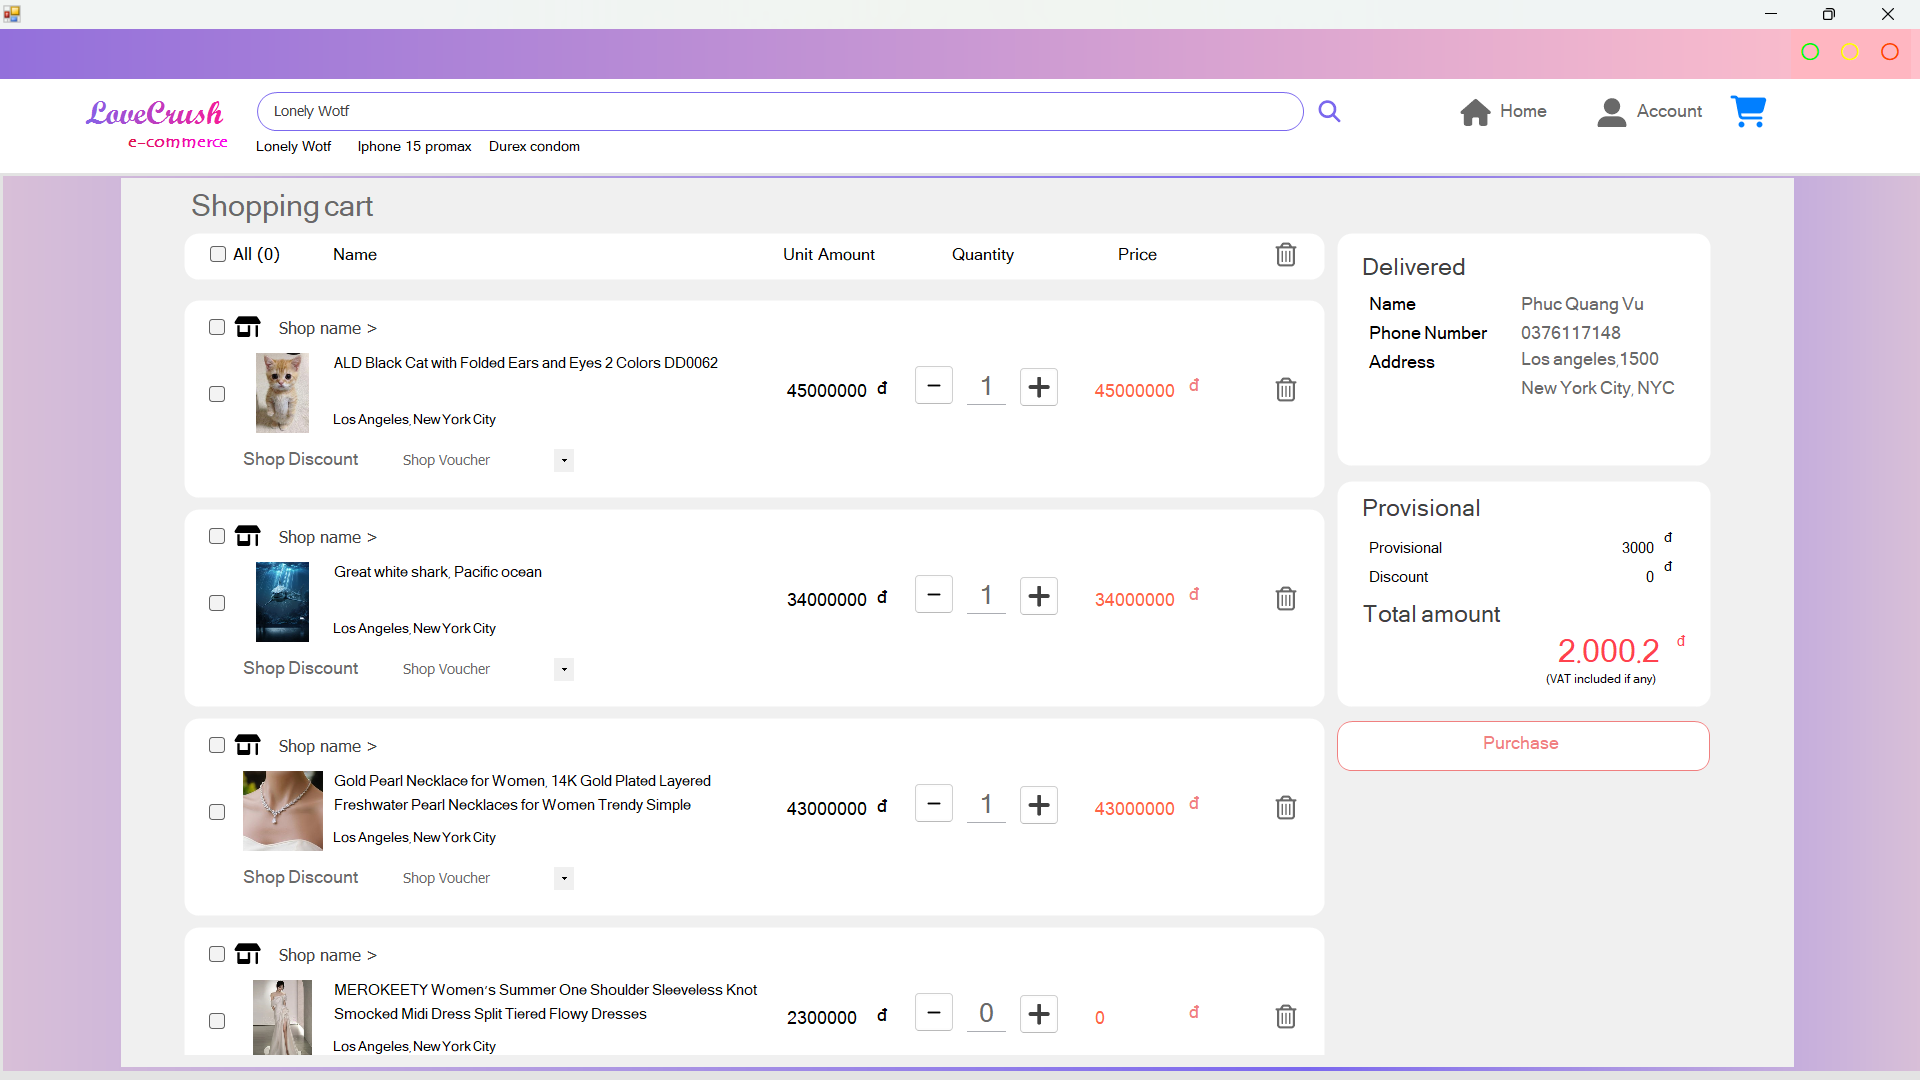 LoveCrush
e-commerce
Lonely Wotf
Lonely Wotf Iphone 15 promax Durex condom
Home
Account
Shopping cart
All (0) Name Unit Amount Quantity Price
Shop name >
ALD Black Cat with Folded Ears and Eyes 2 Colors DD0062
45000000 đ 1 45000000 đ
Los Angeles, New York City
Shop Discount Shop Voucher
Shop name >
Great white shark, Pacific ocean
34000000 đ 1 34000000 đ
Los Angeles, New York City
Shop Discount Shop Voucher
Shop name >
Gold Pearl Necklace for Women, 14K Gold Plated Layered
Freshwater Pearl Necklaces for Women Trendy Simple
43000000 đ 1 43000000 đ
Los Angeles, New York City
Shop Discount Shop Voucher
Shop name >
MEROKEETY Women's Summer One Shoulder Sleeveless Knot
Smocked Midi Dress Split Tiered Flowy Dresses
2300000 đ 0 0 đ
Los Angeles, New York City
Delivered
Name Phuc Quang Vu
Phone Number 0376117148
Address Los angeles,1500
New York City, NYC
Provisional
Provisional 3000 đ
Discount 0 đ
Total amount
2.000.2 đ
(VAT included if any)
Purchase